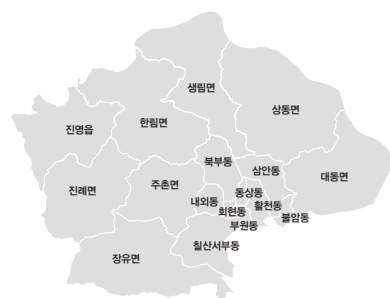 생림면
상동면
한림면
진영읍
북부동
삼안동
대동면
진례면
주촌면
동상동
내외동
활천동
회현동
불암동
부원동
칠산서부동
장유면